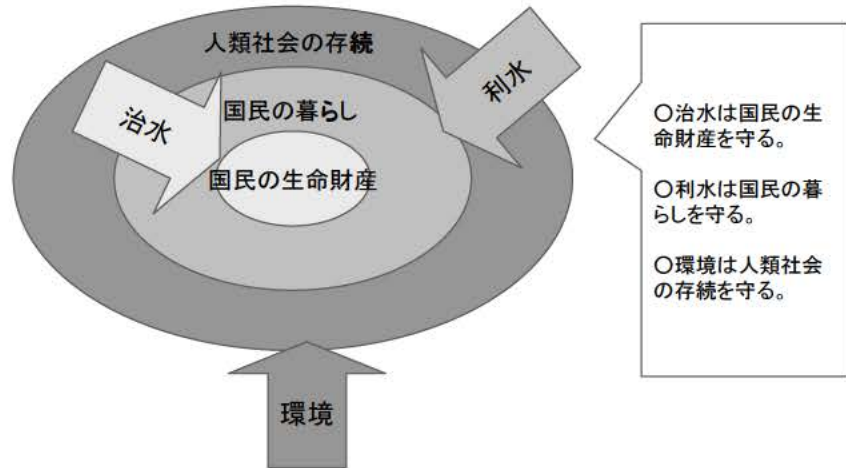 人類社会の存続
利水
治水
国民の暮らし
国民の生命財産
環境
〇治水は国民の生
命財産を守る。
〇利水は国民の暮
らしを守る。
〇環境は人類社会
の存続を守る。